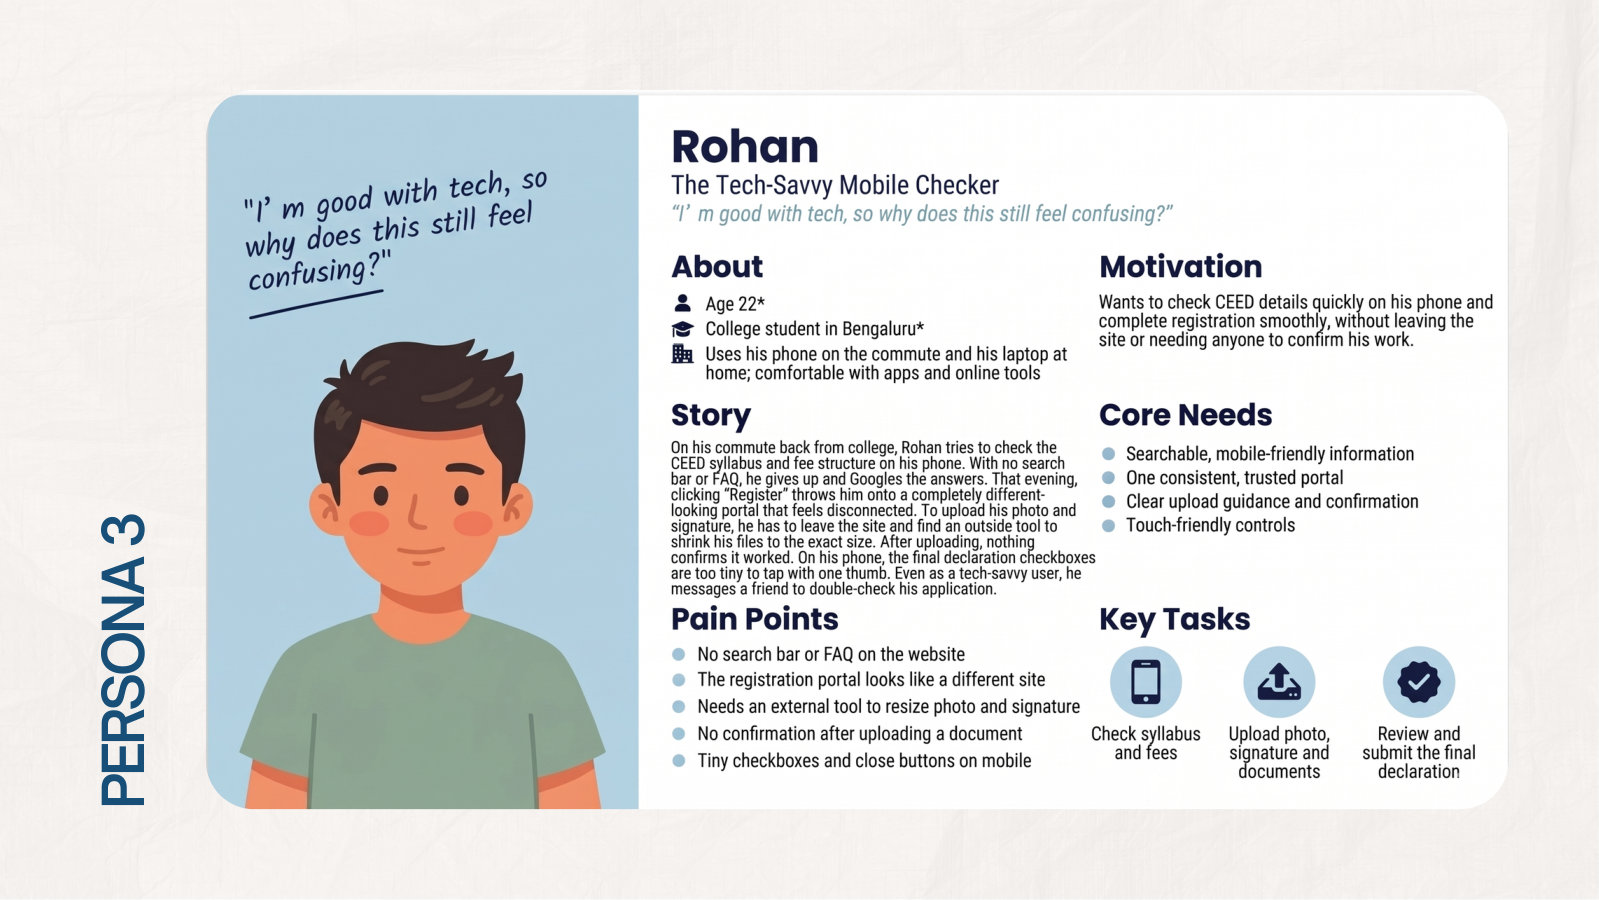 PERSONA 3
"I’ m good with tech, so
why does this still feel
confusing?"
Rohan
The Tech-Savvy Mobile Checker
“I’ m good with tech, so why does this still feel confusing?”
About
Age 22*
College student in Bengaluru*
Uses his phone on the commute and his laptop at
home; comfortable with apps and online tools
Motivation
Wants to check CEED details quickly on his phone and
complete registration smoothly, without leaving the
site or needing anyone to confirm his work.
Story
On his commute back from college, Rohan tries to check the
CEED syllabus and fee structure on his phone. With no search
bar or FAQ, he gives up and Googles the answers. That evening,
clicking “Register” throws him onto a completely different-
looking portal that feels disconnected. To upload his photo and
signature, he has to leave the site and find an outside tool to
shrink his files to the exact size. After uploading, nothing
confirms it worked. On his phone, the final declaration checkboxes
are too tiny to tap with one thumb. Even as a tech-savvy user, he
messages a friend to double-check his application.
Core Needs
Searchable, mobile-friendly information
One consistent, trusted portal
Clear upload guidance and confirmation
Touch-friendly controls
Pain Points
No search bar or FAQ on the website
The registration portal looks like a different site
Needs an external tool to resize photo and signature
No confirmation after uploading a document
Tiny checkboxes and close buttons on mobile
Key Tasks
Check syllabus
and fees
Upload photo,
signature and
documents
Review and
submit the final
declaration